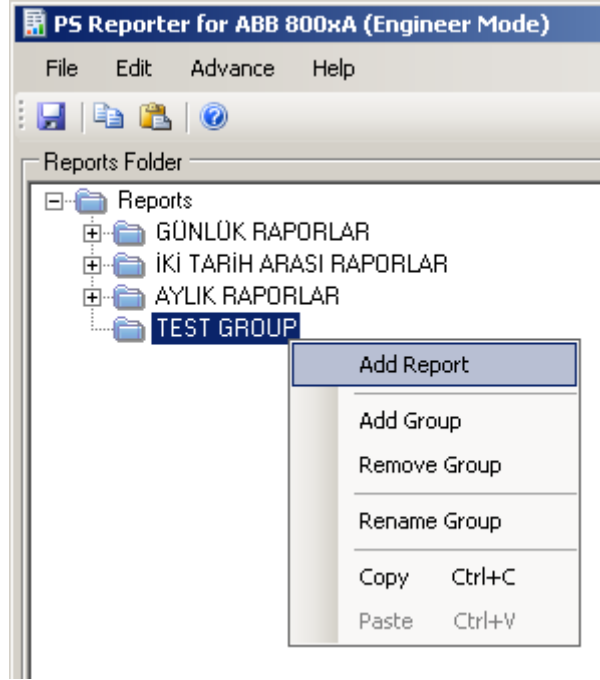 PS Reporter for ABB 800xA (Engineer Mode)
File Edit Advance Help
Reports Folder
Reports
GÜNLÜK RAPORLAR
İKİ TARİH ARASI RAPORLAR
AYLIK RAPORLAR
TEST GROUP
Add Report
Add Group
Remove Group
Rename Group
Copy Ctrl+C
Paste Ctrl+V